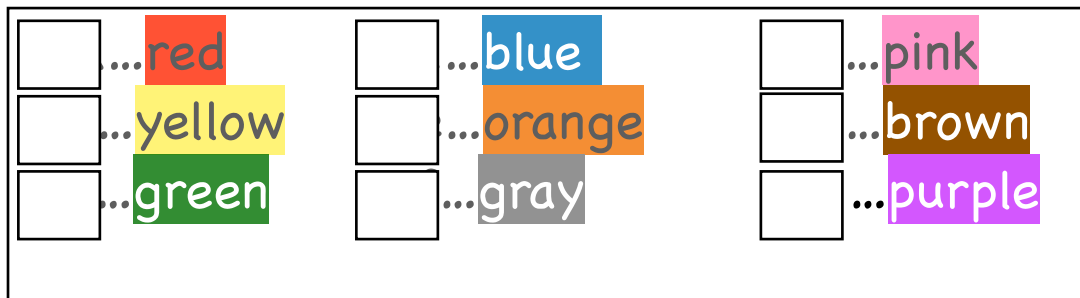 ...red ...blue ...pink
...yellow ...orange ...brown
...green ...gray ...purple